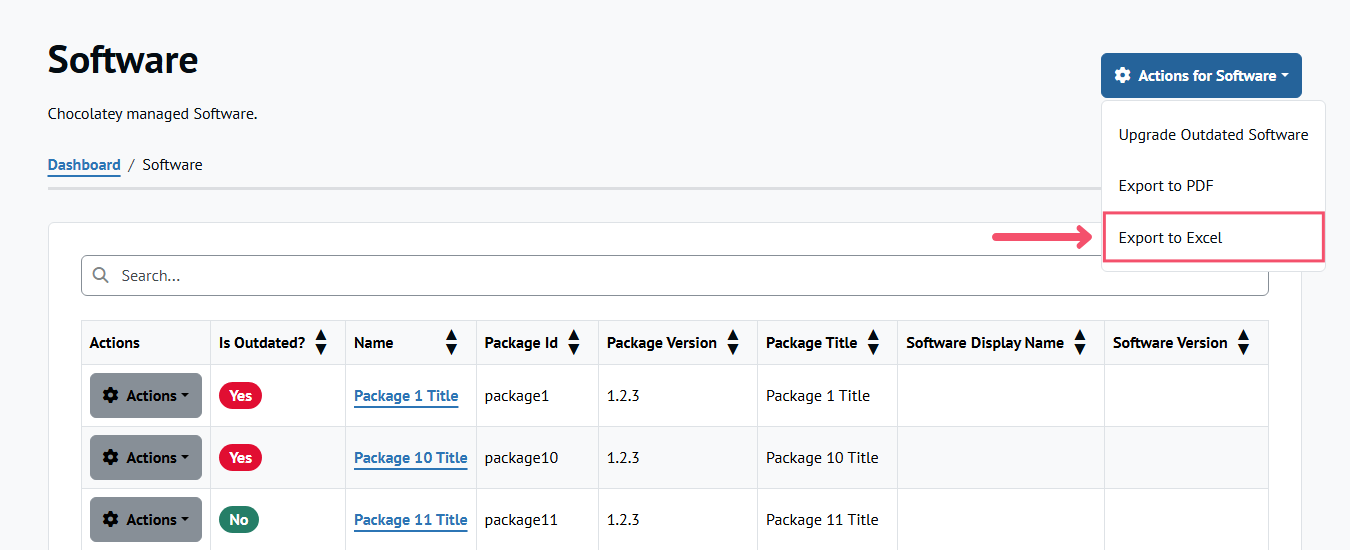 Software
Actions for Software
Chocolatey managed Software.
Upgrade Outdated Software
Dashboard / Software
Export to PDF
Export to Excel
Search...
Actions Is Outdated? Name Package Id Package Version Package Title Software Display Name Software Version
Actions Yes Package 1 Title package1 1.2.3 Package 1 Title
Actions Yes Package 10 Title package10 1.2.3 Package 10 Title
Actions No Package 11 Title package11 1.2.3 Package 11 Title